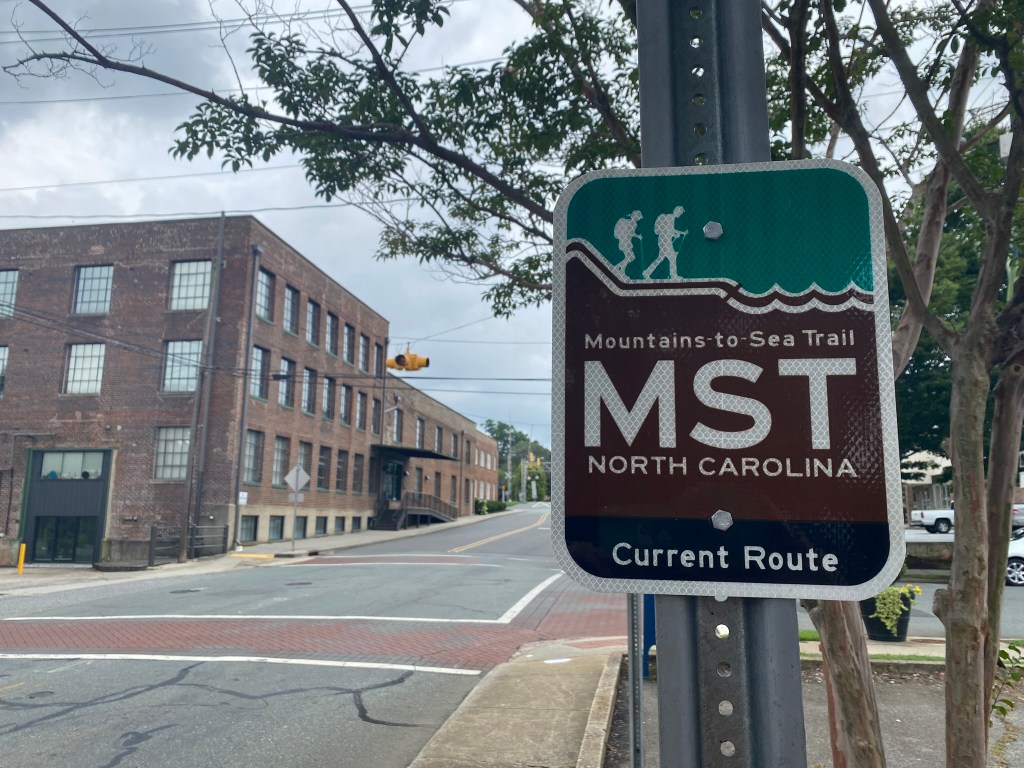 Mountains-to-Sea Trail
MST
NORTH CAROLINA
Current Route